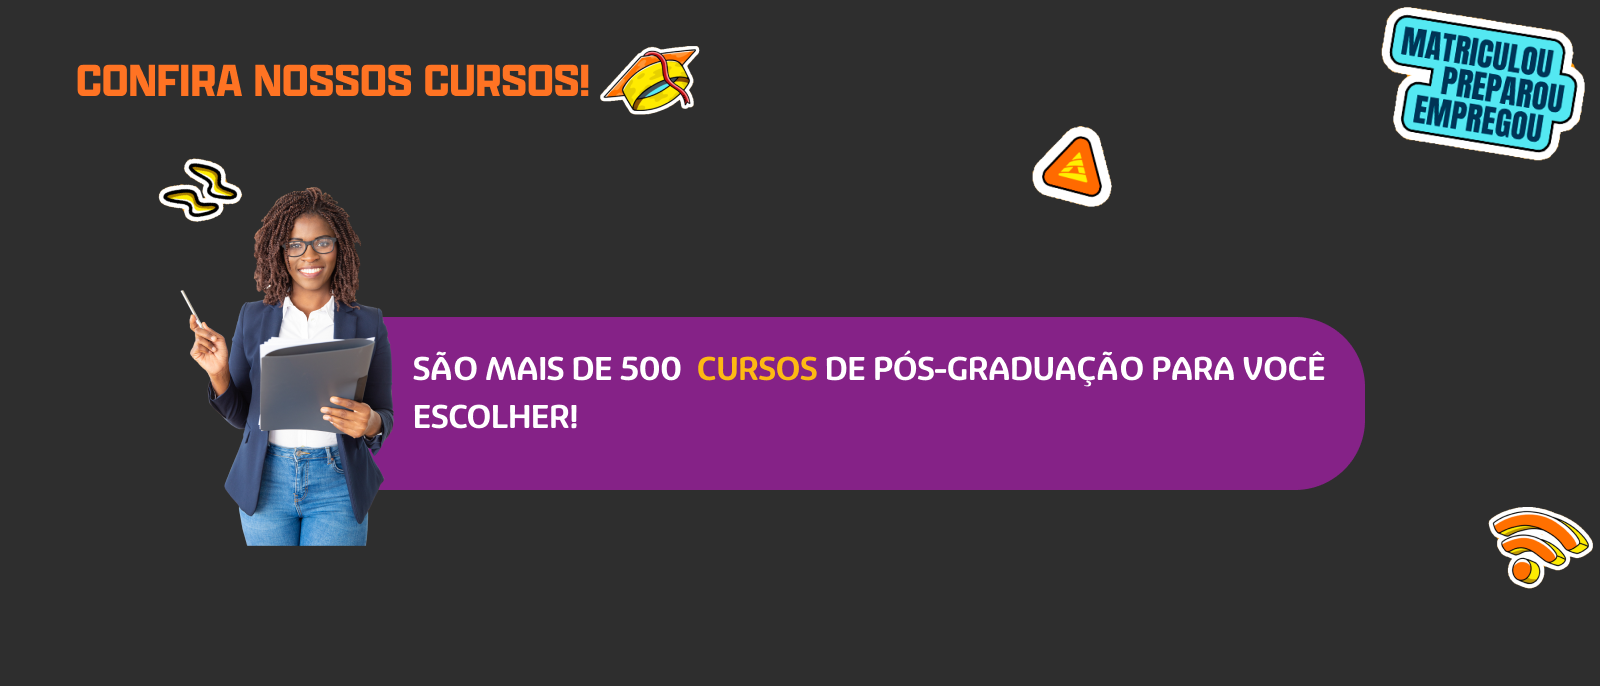 CONFIRA NOSSOS CURSOS!
MATRICULOU
PREPAROU
EMPREGOU
SÃO MAIS DE 500 CURSOS DE PÓS-GRADUAÇÃO PARA VOCÊ
ESCOLHER!